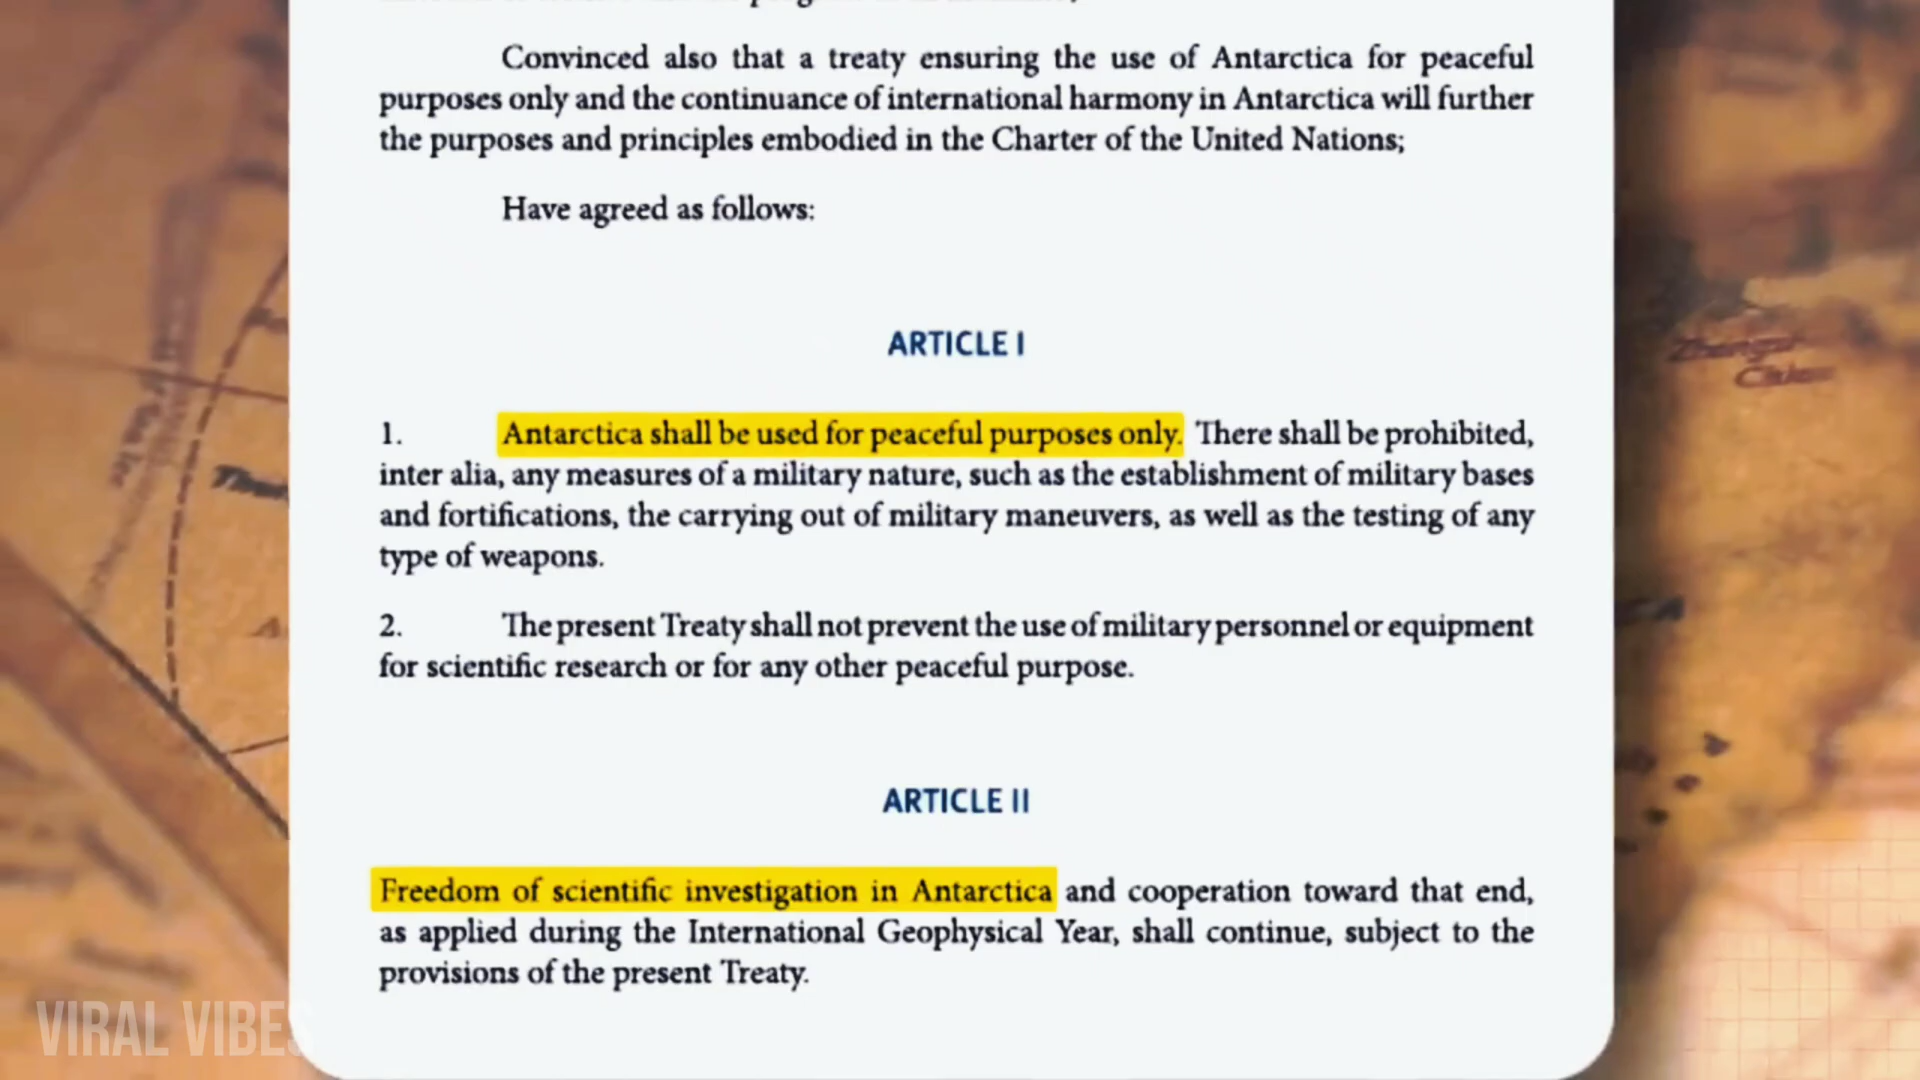 Convinced also that a treaty ensuring the use of Antarctica for peaceful
purposes only and the continuance of international harmony in Antarctica will further
the purposes and principles embodied in the Charter of the United Nations;
Have agreed as follows:
ARTICLE I
1. Antarctica shall be used for peaceful purposes only. There shall be prohibited,
inter alia, any measures of a military nature, such as the establishment of military bases
and fortifications, the carrying out of military maneuvers, as well as the testing of any
type of weapons.
2. The present Treaty shall not prevent the use of military personnel or equipment
for scientific research or for any other peaceful purpose.
ARTICLE II
Freedom of scientific investigation in Antarctica and cooperation toward that end,
as applied during the International Geophysical Year, shall continue, subject to the
provisions of the present Treaty.
VIRAL VIBES